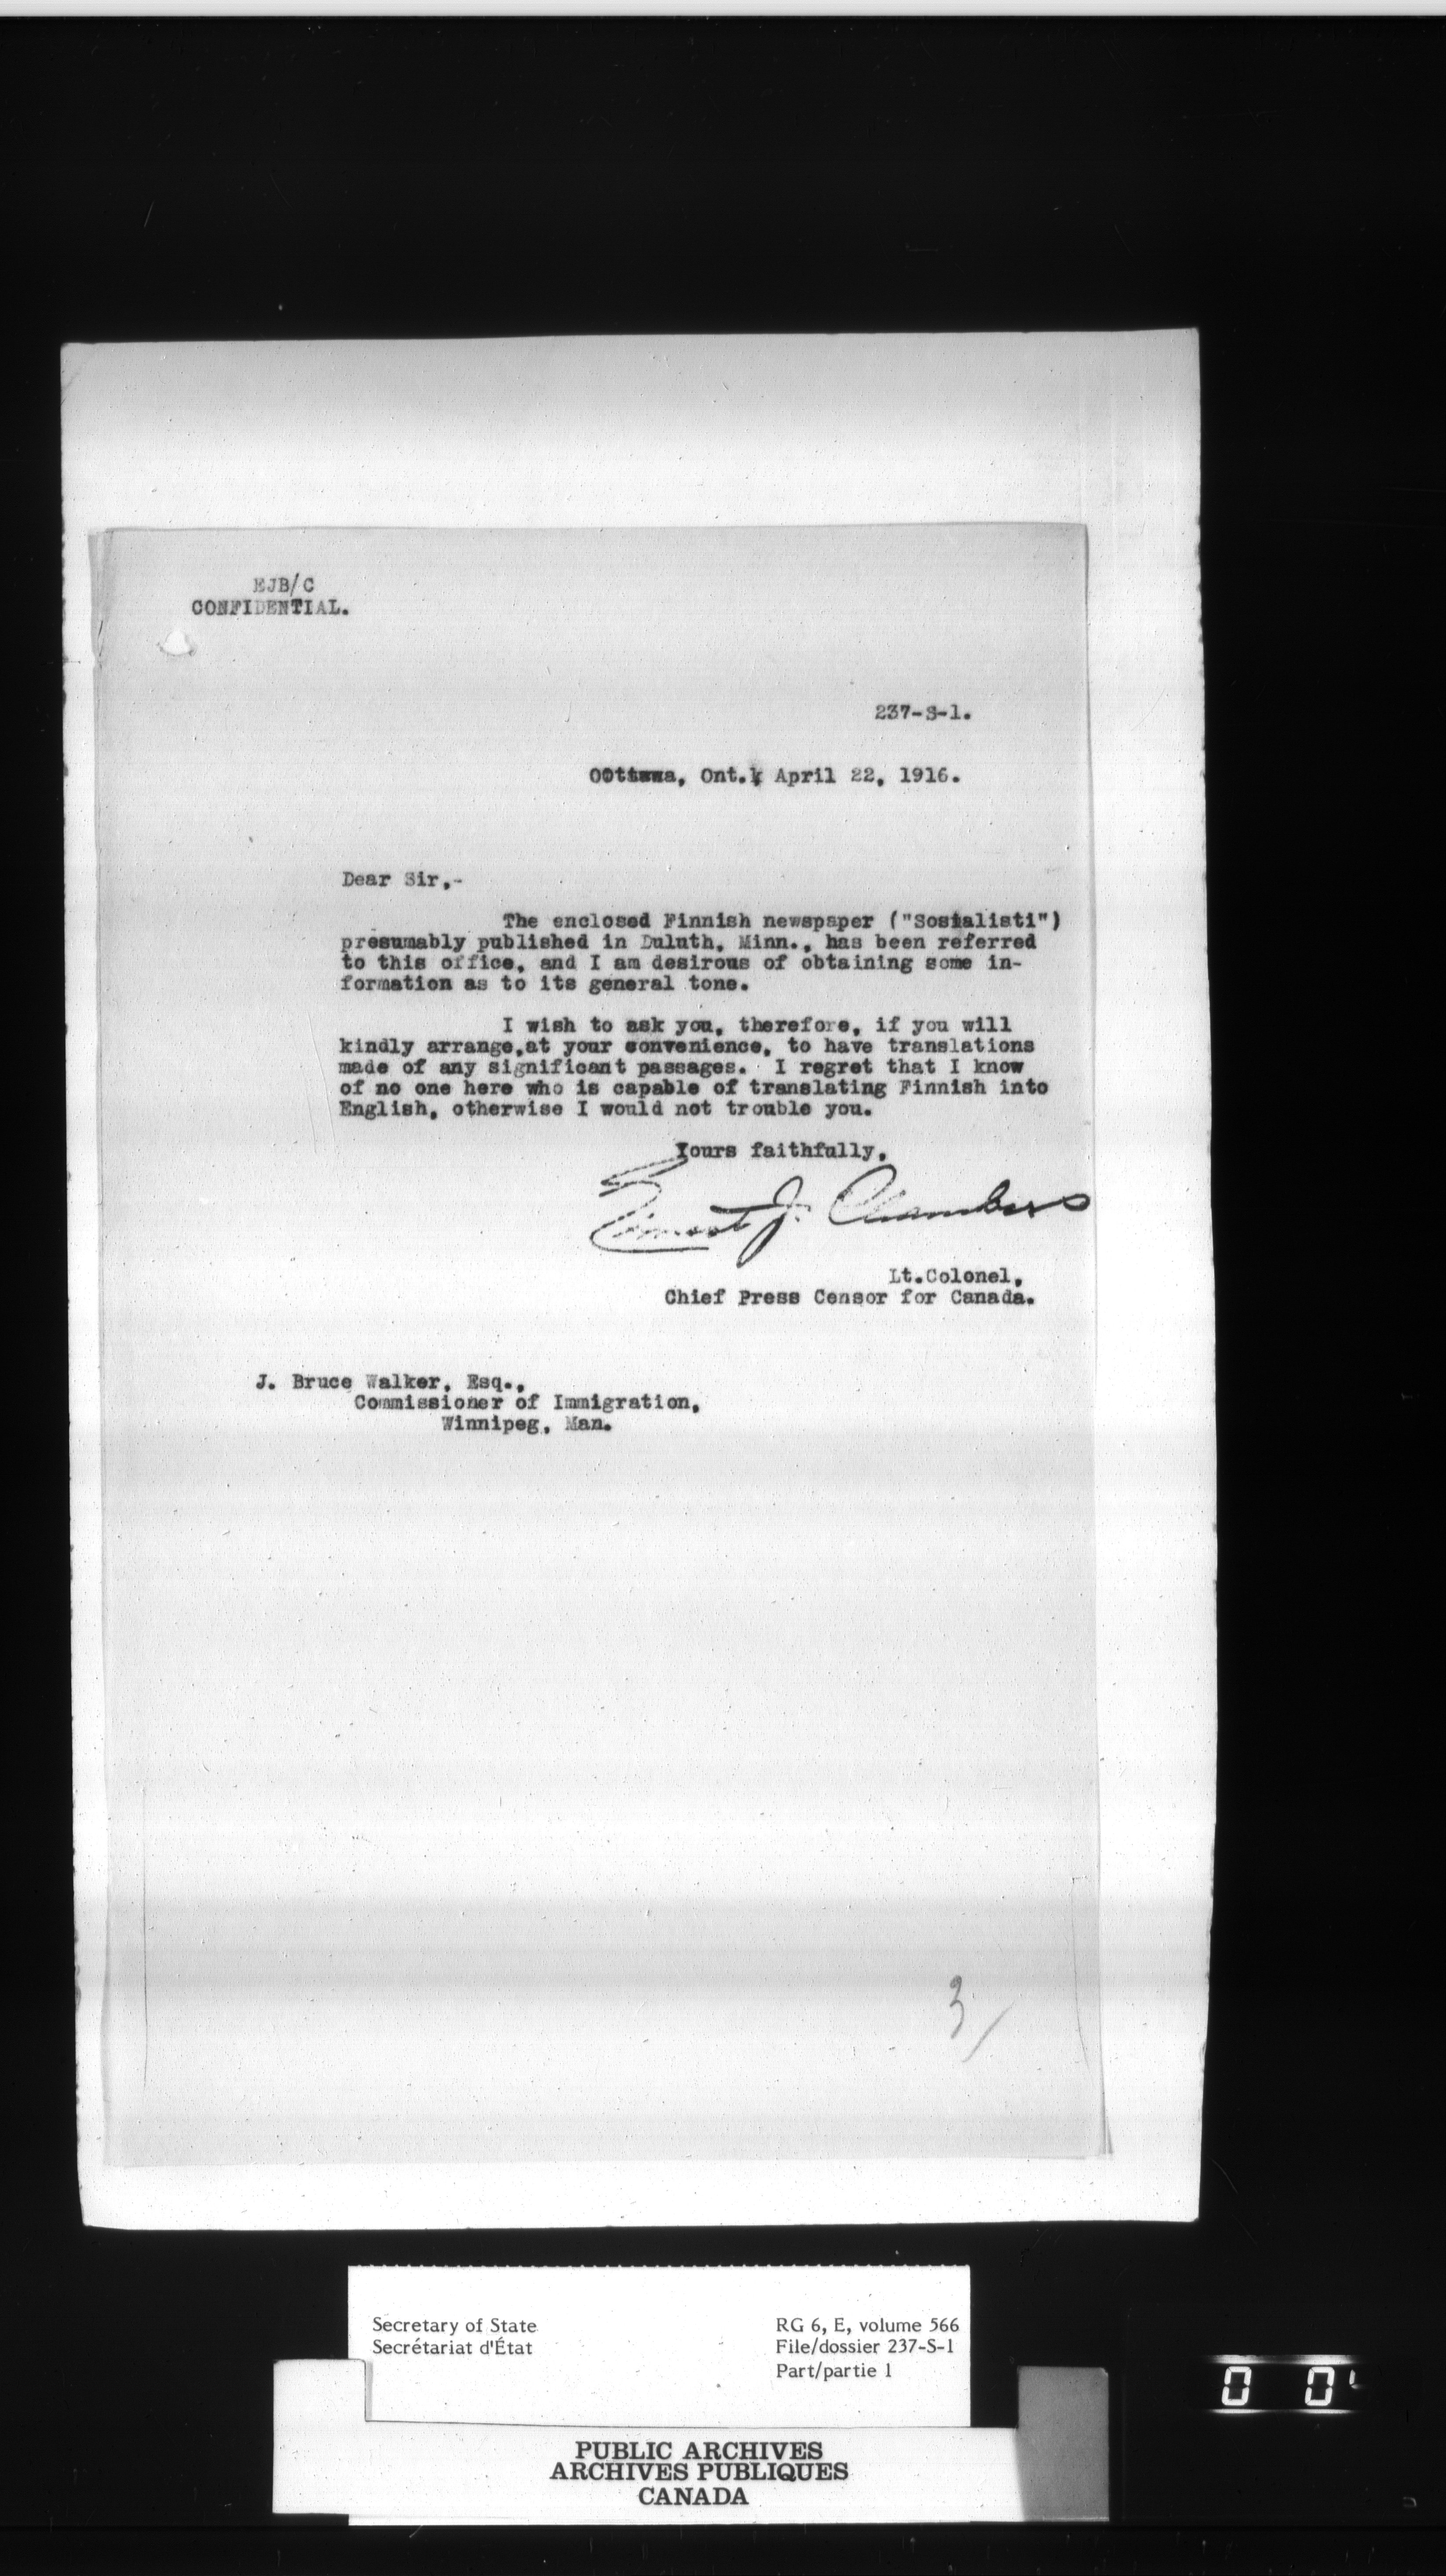 EJB/C
CONFIDENTIAL.
237-S-1.
OOttawa, Ont., April 22, 1916.
Dear Sir,-
The enclosed Finnish newspaper ("Sosialisti")
presumably published in Duluth, Minn., has been referred
to this office, and I am desirous of obtaining some in-
formation as to its general tone.
I wish to ask you, therefore, if you will
kindly arrange,at your convenience, to have translations
made of any significant passages. I regret that I know
of no one here who is capable of translating Finnish into
English, otherwise I would not trouble you.
Yours faithfully,
Ernest J. Chambers
Lt.Colonel,
Chief Press Censor for Canada.
J. Bruce Walker, Esq.,
Commissioner of Immigration,
Winnipeg, Man.
3/
Secretary of State
Secrétariat d'État
RG 6, E, volume 566
File/dossier 237-S-1
Part/partie 1
PUBLIC ARCHIVES
ARCHIVES PUBLIQUES
CANADA
0 0